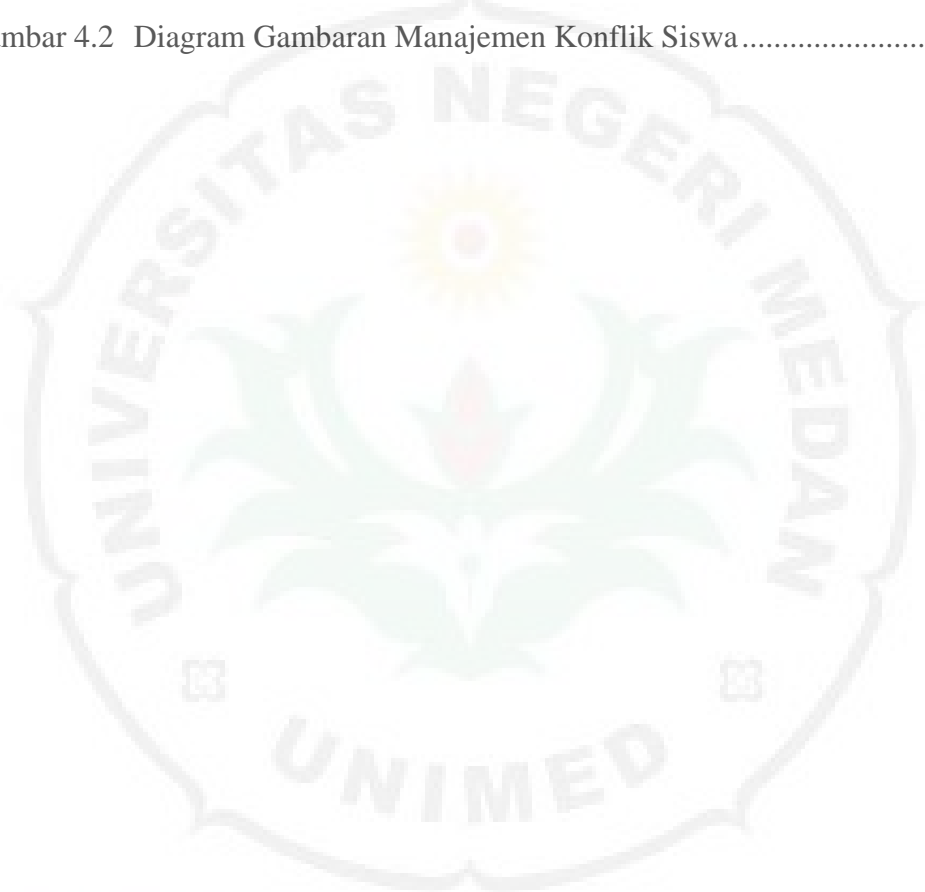 mbar 4.2 Diagram Gambaran Manajemen Konflik Siswa.......................
UNIVERSITAS NEGERI MEDAN
UNIMED